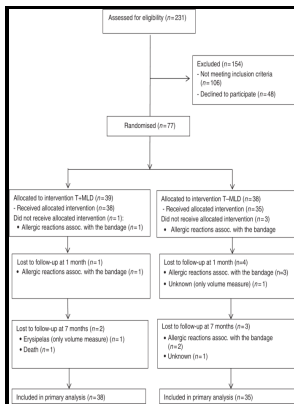 Assessed for eligibility (n=231)
Excluded (n=154)
- Not meeting inclusion criteria
(n=106)
- Declined to participate (n=48)
Randomised (n=77)
Allocated to intervention T+MLD (n=39)
- Received allocated intervention
(n=38)
Did not receive allocated intervention (n=1):
• Allergic reactions assoc. with the bandage (n=1)
Allocated to intervention T–MLD (n=38)
- Received allocated intervention (n=35)
Did not receive allocated intervention (n=3)
• Allergic reactions assoc. with the bandage
Lost to follow-up at 1 month (n=1)
• Allergic reactions assoc. with the bandage (n=1)
Lost to follow-up at 1 month (n=4)
• Allergic reactions assoc. with the bandage (n=3)
• Unknown (only volume measure) (n=1)
Lost to follow-up at 7 months (n=2)
• Erysipelas (only volume measure) (n=1)
• Death (n=1)
Lost to follow-up at 7 months (n=3)
• Allergic reactions assoc. with the bandage
(n=2)
• Unknown (n=1)
Included in primary analysis (n=38)
Included in primary analysis (n=35)